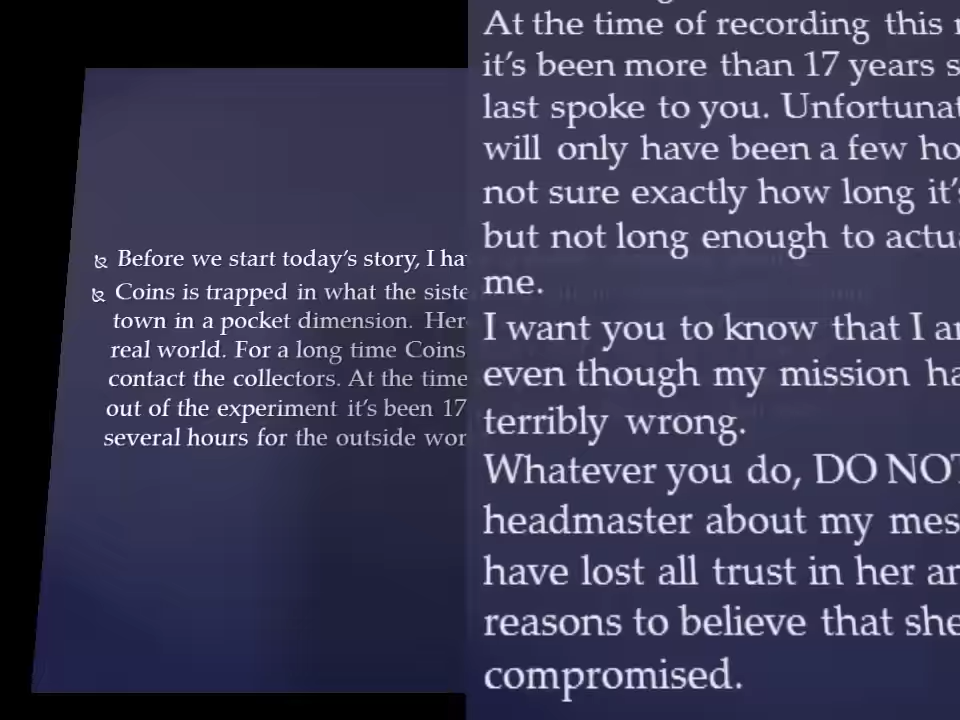 Before we start today's story, I ha
Coins is trapped in what the siste
town in a pocket dimension. Her
real world. For a long time Coins
contact the collectors. At the time
out of the experiment it's been 17
several hours for the outside wor
At the time of recording this
it's been more than 17 years s
last spoke to you. Unfortunat
will only have been a few ho
not sure exactly how long it's
but not long enough to actua
me.
I want you to know that I a
even though my mission ha
terribly wrong.
Whatever you do, DO NOT
headmaster about my mes
have lost all trust in her a
reasons to believe that she
compromised.